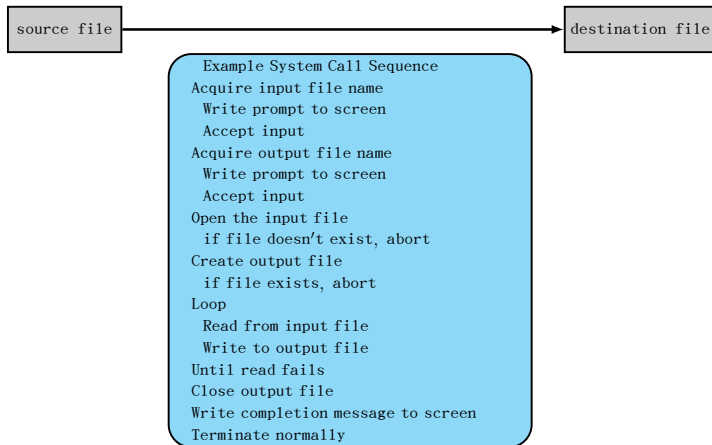 source file
destination file
Example System Call Sequence
Acquire input file name
Write prompt to screen
Accept input
Acquire output file name
Write prompt to screen
Accept input
Open the input file
if file doesn't exist, abort
Create output file
if file exists, abort
Loop
Read from input file
Write to output file
Until read fails
Close output file
Write completion message to screen
Terminate normally